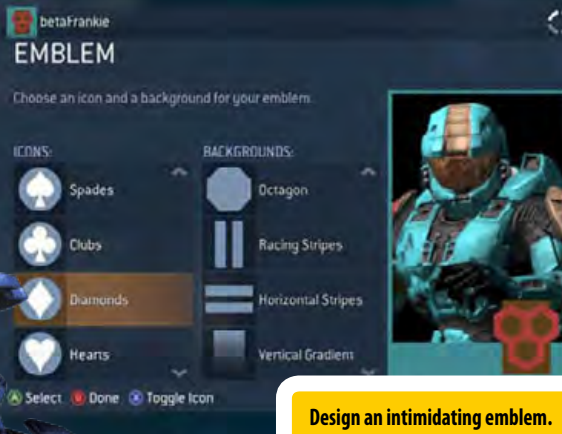 betaFrankie
EMBLEM
Choose an icon and a background for your emblem.
ICONS:
BACKGROUNDS:
Spades
Octagon
Clubs
Racing Stripes
Diamonds
Horizontal Stripes
Hearts
Vertical Gradient
A Select B Done X Toggle Icon
Design an intimidating emblem.